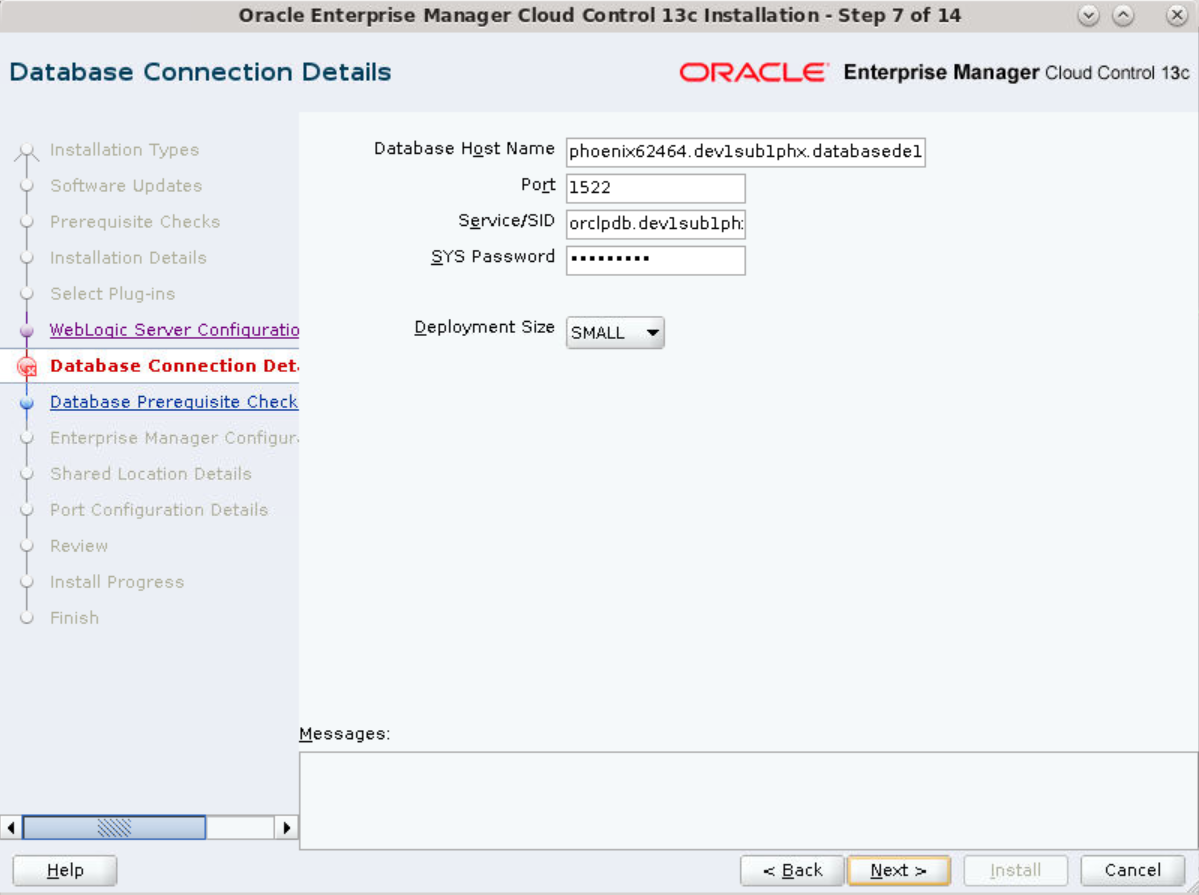 Oracle Enterprise Manager Cloud Control 13c Installation - Step 7 of 14
Database Connection Details
ORACLE Enterprise Manager Cloud Control 13c
Installation Types
Software Updates
Prerequisite Checks
Installation Details
Select Plug-ins
WebLogic Server Configuratio
Database Connection Det
Database Prerequisite Check
Enterprise Manager Configur
Shared Location Details
Port Configuration Details
Review
Install Progress
Finish
Database Host Name phoenix62464.dev1sub1phx.databasede1
Port 1522
Service/SID orclpdb.dev1sub1ph
SYS Password •••••••••
Deployment Size SMALL
Messages:
Help
< Back
Next >
Install
Cancel